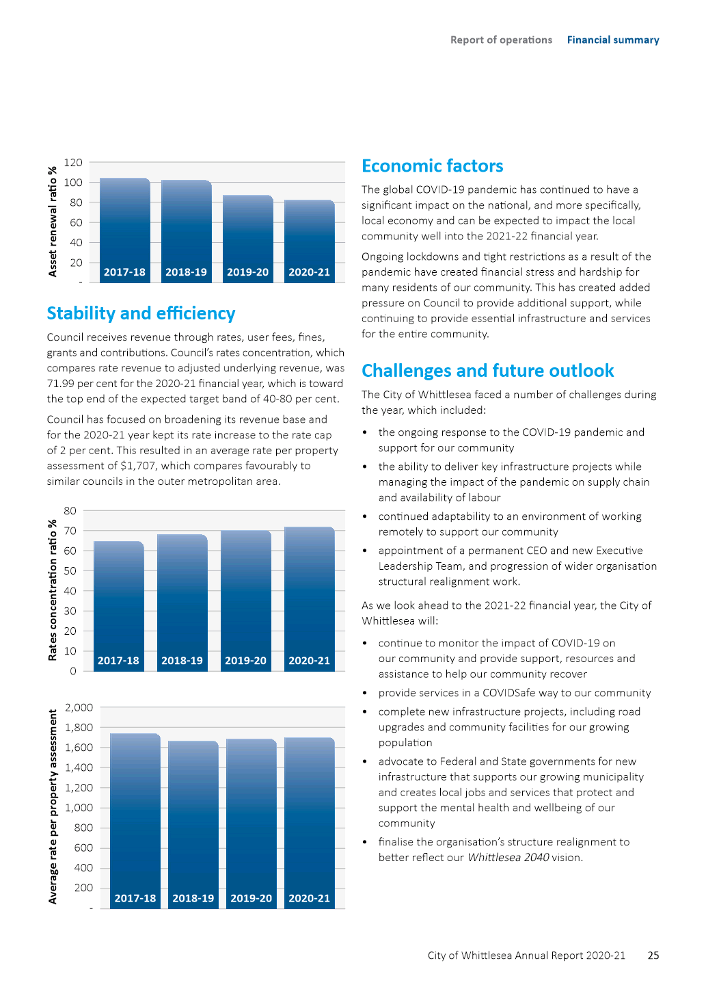 Report of operations Financial summary
Asset renewal ratio %
120
100
80
60
40
20
-
2017-18 2018-19 2019-20 2020-21
Stability and efficiency
Council receives revenue through rates, user fees, fines,
grants and contributions. Council’s rates concentration, which
compares rate revenue to adjusted underlying revenue, was
71.99 per cent for the 2020-21 financial year, which is toward
the top end of the expected target band of 40-80 per cent.
Council has focused on broadening its revenue base and
for the 2020-21 year kept its rate increase to the rate cap
of 2 per cent. This resulted in an average rate per property
assessment of $1,707, which compares favourably to
similar councils in the outer metropolitan area.
Rates concentration ratio %
80
70
60
50
40
30
20
10
0
2017-18 2018-19 2019-20 2020-21
Average rate per property assessment
2,000
1,800
1,600
1,400
1,200
1,000
800
600
400
200
-
2017-18 2018-19 2019-20 2020-21
Economic factors
The global COVID-19 pandemic has continued to have a
significant impact on the national, and more specifically,
local economy and can be expected to impact the local
community well into the 2021-22 financial year.
Ongoing lockdowns and tight restrictions as a result of the
pandemic have created financial stress and hardship for
many residents of our community. This has created added
pressure on Council to provide additional support, while
continuing to provide essential infrastructure and services
for the entire community.
Challenges and future outlook
The City of Whittlesea faced a number of challenges during
the year, which included:
• the ongoing response to the COVID-19 pandemic and
support for our community
• the ability to deliver key infrastructure projects while
managing the impact of the pandemic on supply chain
and availability of labour
• continued adaptability to an environment of working
remotely to support our community
• appointment of a permanent CEO and new Executive
Leadership Team, and progression of wider organisation
structural realignment work.
As we look ahead to the 2021-22 financial year, the City of
Whittlesea will:
• continue to monitor the impact of COVID-19 on
our community and provide support, resources and
assistance to help our community recover
• provide services in a COVIDSafe way to our community
• complete new infrastructure projects, including road
upgrades and community facilities for our growing
population
• advocate to Federal and State governments for new
infrastructure that supports our growing municipality
and creates local jobs and services that protect and
support the mental health and wellbeing of our
community
• finalise the organisation’s structure realignment to
better reflect our Whittlesea 2040 vision.
City of Whittlesea Annual Report 2020-21 25